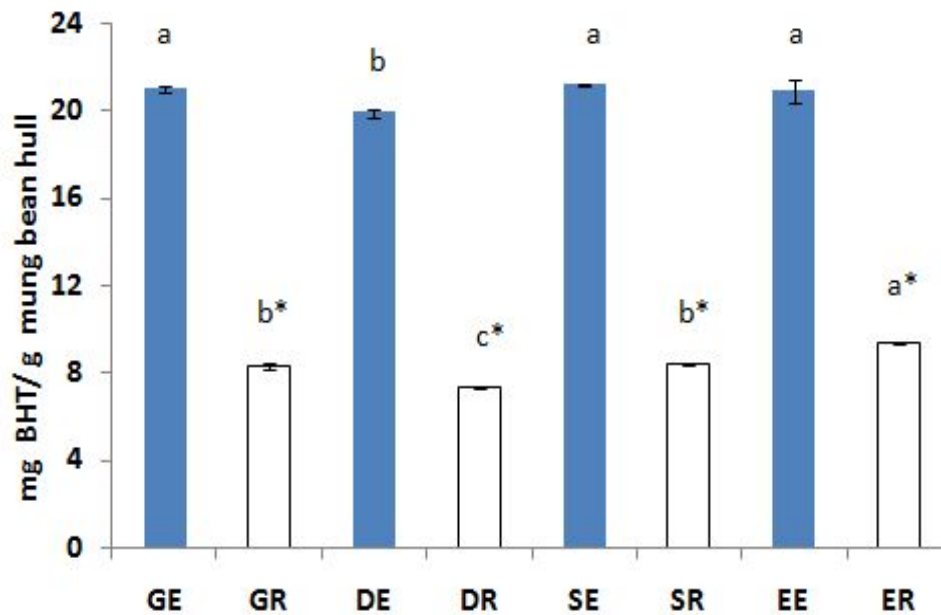 mg BHT/ g mung bean hull
24
20
16
12
8
4
0
a
b*
b
c*
a
b*
a
a*
GE GR DE DR SE SR EE ER